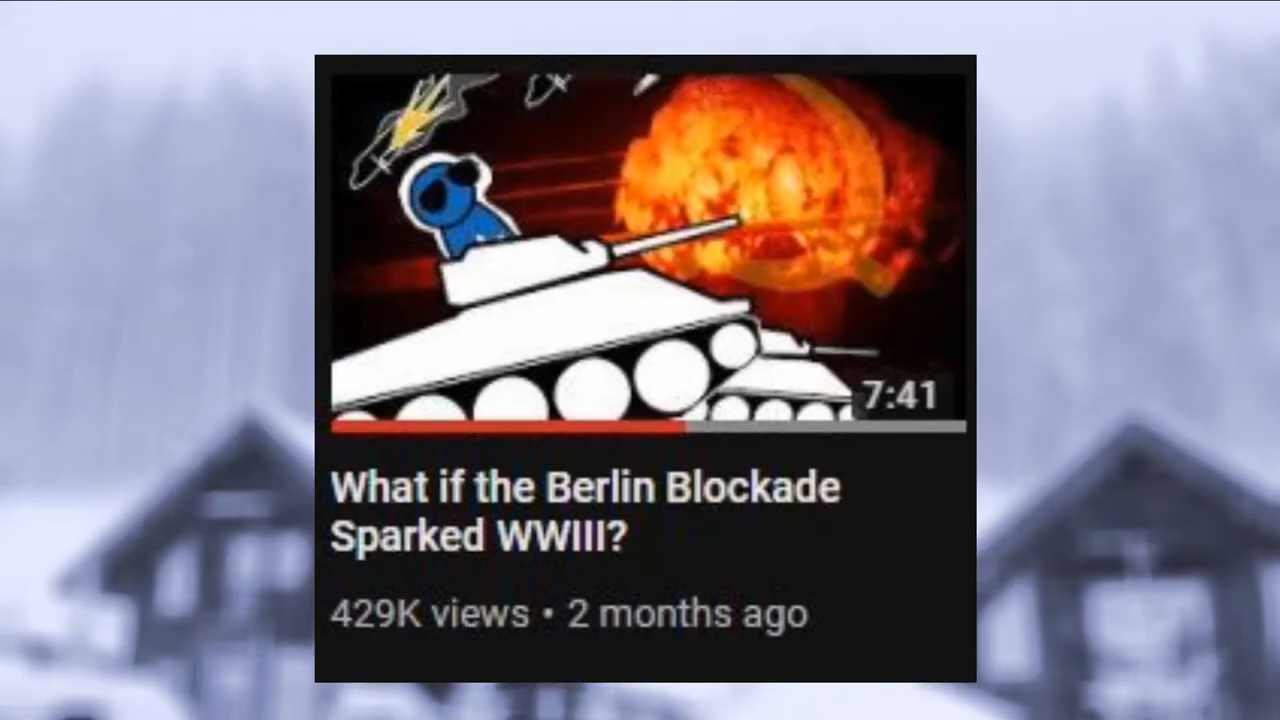 7:41
What if the Berlin Blockade
Sparked WWIII?
429K views • 2 months ago